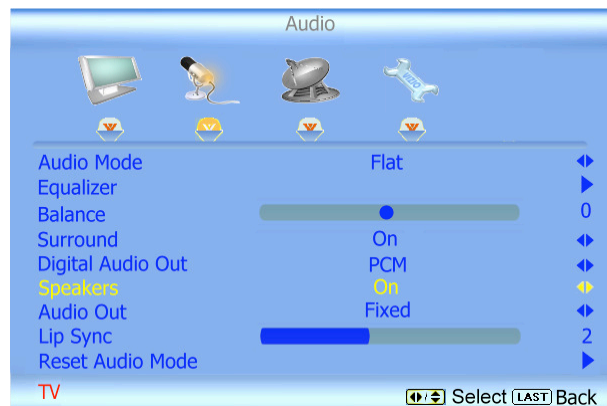 Audio
VIZIO
Audio Mode Flat
Equalizer
Balance 0
Surround On
Digital Audio Out PCM
Speakers On
Audio Out Fixed
Lip Sync 2
Reset Audio Mode
TV Select LAST Back